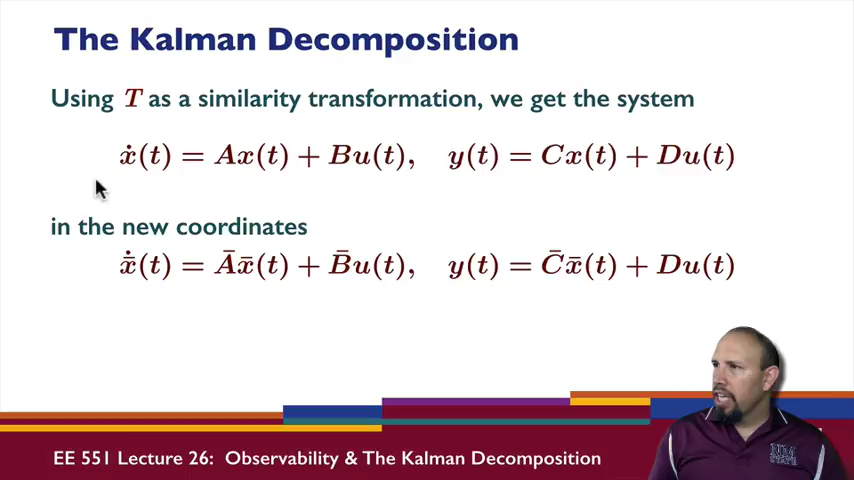 The Kalman Decomposition
Using T as a similarity transformation, we get the system
ẋ(t) = Ax(t) + Bu(t),   y(t) = Cx(t) + Du(t)
in the new coordinates
x̄̇(t) = Āx̄(t) + B̄u(t),   y(t) = C̄x̄(t) + Du(t)
EE 551 Lecture 26: Observability & The Kalman Decomposition